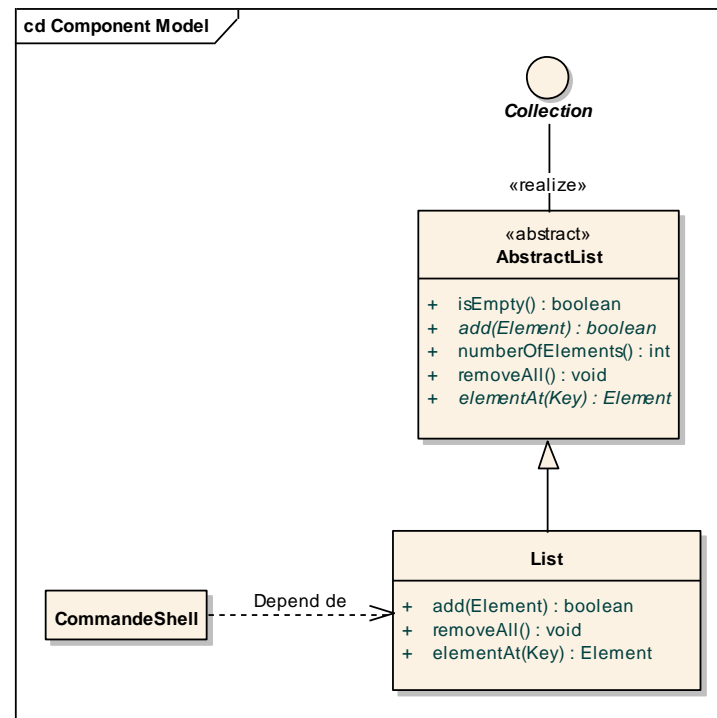 cd Component Model
Collection
«realize»
«abstract»
AbstractList
+ isEmpty() : boolean
+ add(Element) : boolean
+ numberOfElements() : int
+ removeAll() : void
+ elementAt(Key) : Element
List
+ add(Element) : boolean
+ removeAll() : void
+ elementAt(Key) : Element
CommandeShell
Depend de